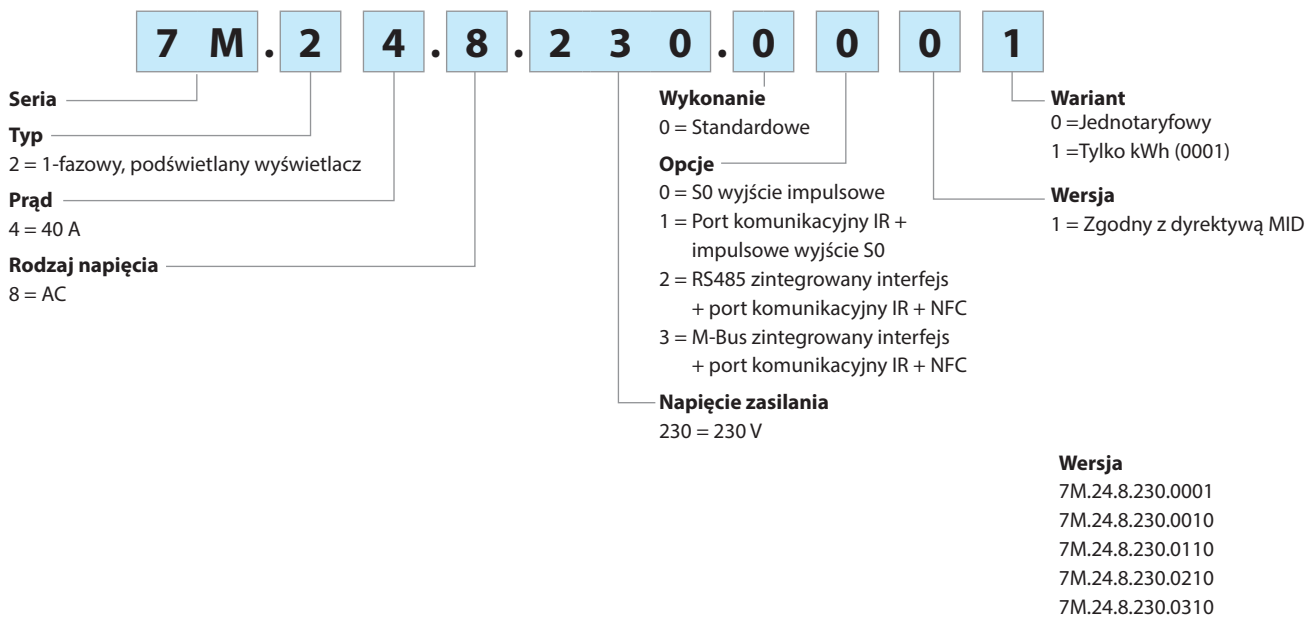 7 M . 2 4 . 8 . 2 3 0 . 0 0 0 1
Seria
Typ
2 = 1-fazowy, podświetlany wyświetlacz
Prąd
4 = 40 A
Rodzaj napięcia
8 = AC
Wykonanie
0 = Standardowe
Opcje
0 = S0 wyjście impulsowe
1 = Port komunikacyjny IR +
impulsowe wyjście S0
2 = RS485 zintegrowany interfejs
+ port komunikacyjny IR + NFC
3 = M-Bus zintegrowany interfejs
+ port komunikacyjny IR + NFC
Napięcie zasilania
230 = 230 V
Wariant
0 =Jednotaryfowy
1 =Tylko kWh (0001)
Wersja
1 = Zgodny z dyrektywą MID
Wersja
7M.24.8.230.0001
7M.24.8.230.0010
7M.24.8.230.0110
7M.24.8.230.0210
7M.24.8.230.0310